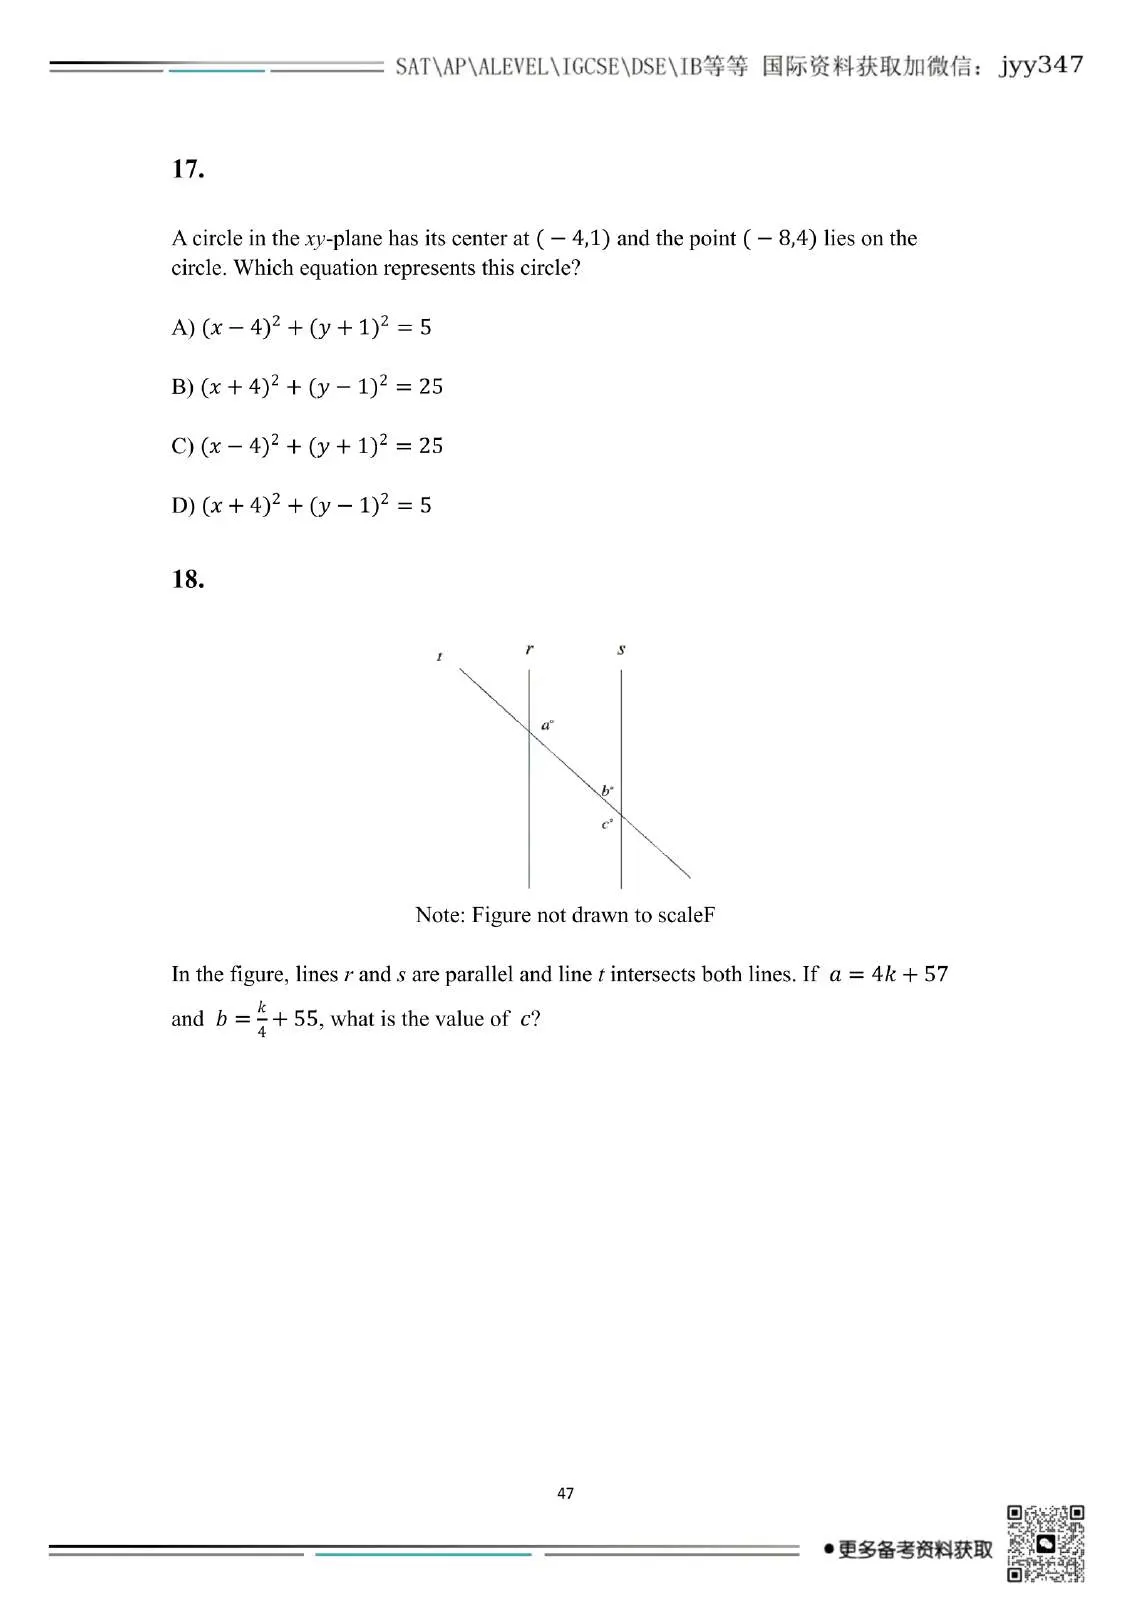 SAT\AP\ALEVEL\IGCSE\DSE\IB等等 国际资料获取加微信： jyy347
17.
A circle in the xy-plane has its center at ( − 4,1) and the point ( − 8,4) lies on the
circle. Which equation represents this circle?
A) (x − 4)² + (y + 1)² = 5
B) (x + 4)² + (y − 1)² = 25
C) (x − 4)² + (y + 1)² = 25
D) (x + 4)² + (y − 1)² = 5
18.
t r s
a°
b°
c°
Note: Figure not drawn to scaleF
In the figure, lines r and s are parallel and line t intersects both lines. If a = 4k + 57
and b = k/4 + 55, what is the value of c?
47
●更多备考资料获取